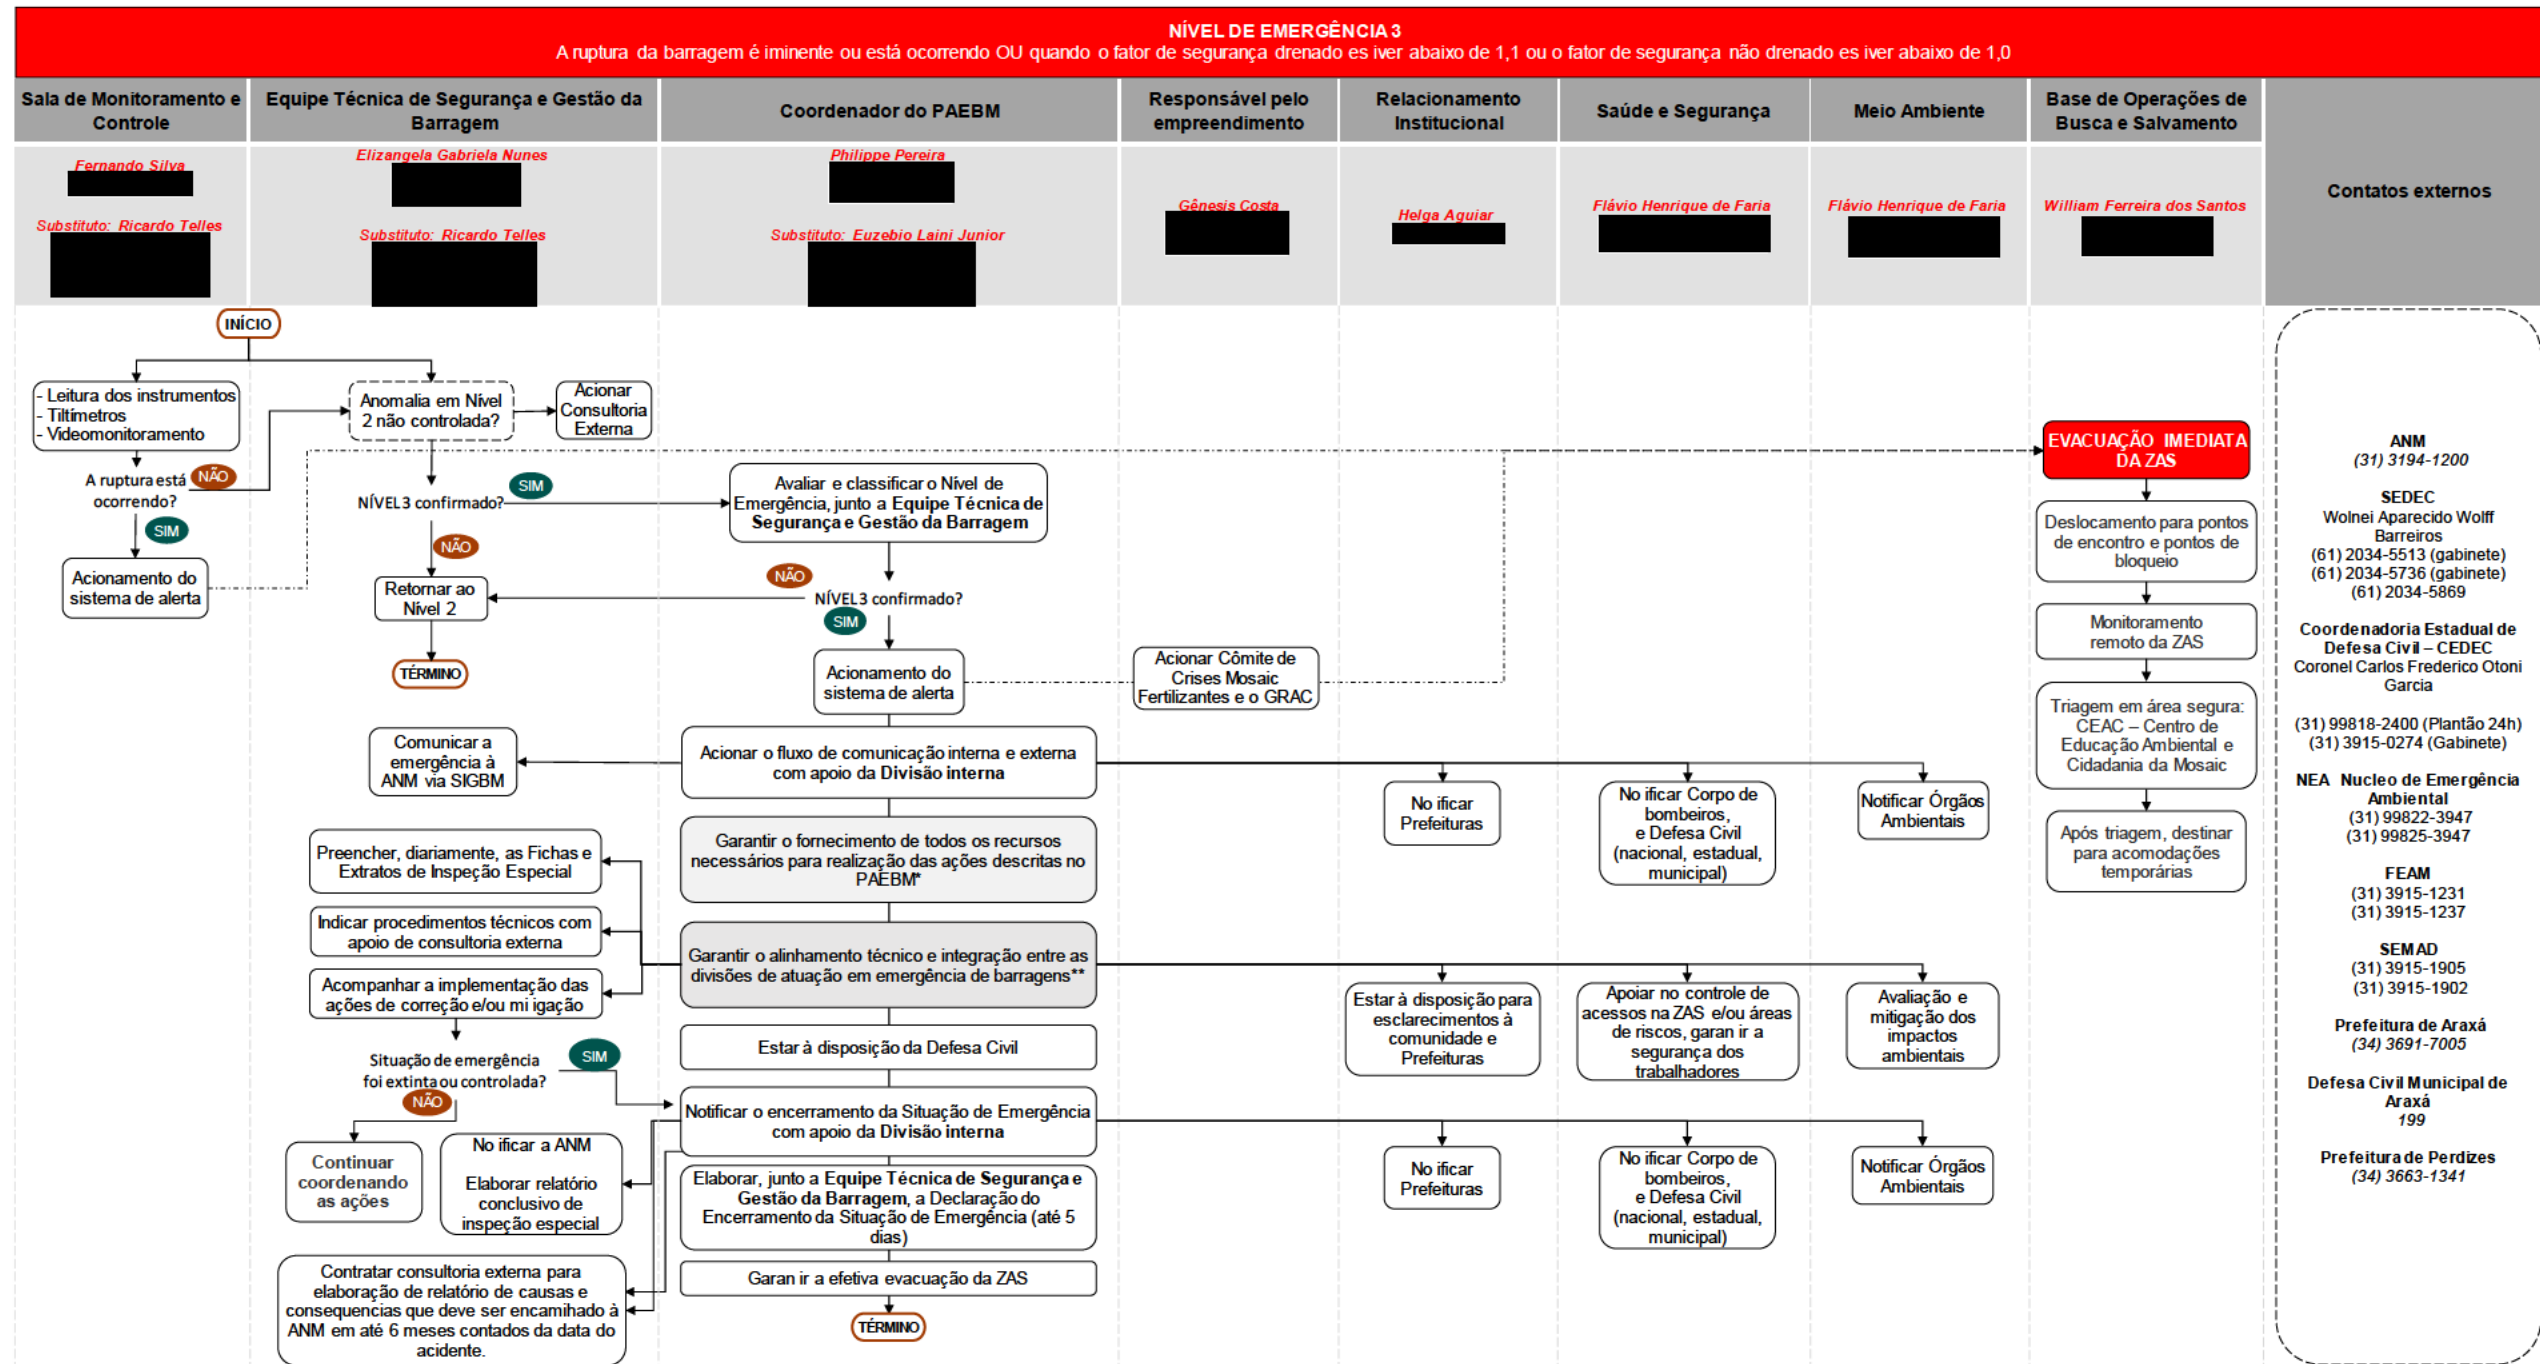 NÍVEL DE EMERGÊNCIA 3
A ruptura da barragem é iminente ou está ocorrendo OU quando o fator de segurança drenado es iver abaixo de 1,1 ou o fator de segurança não drenado es iver abaixo de 1,0
Sala de Monitoramento e
Controle
Equipe Técnica de Segurança e Gestão da
Barragem
Coordenador do PAEBM
Responsável pelo
empreendimento
Relacionamento
Institucional
Saúde e Segurança
Meio Ambiente
Base de Operações de
Busca e Salvamento
Contatos externos
Fernando Silva
Substituto: Ricardo Telles
Elizangela Gabriela Nunes
Substituto: Ricardo Telles
Philippe Pereira
Substituto: Euzebio Laini Junior
Gênesis Costa
Helga Aguiar
Flávio Henrique de Faria
Flávio Henrique de Faria
William Ferreira dos Santos
INÍCIO
- Leitura dos instrumentos
- Tiltímetros
- Videomonitoramento
A ruptura está
ocorrendo?
NÃO
SIM
Acionamento do
sistema de alerta
Anomalia em Nível
2 não controlada?
Acionar
Consultoria
Externa
NÍVEL 3 confirmado?
SIM
NÃO
Retornar ao
Nível 2
TÉRMINO
Avaliar e classificar o Nível de
Emergência, junto a Equipe Técnica de
Segurança e Gestão da Barragem
NÃO
NÍVEL 3 confirmado?
SIM
Acionamento do
sistema de alerta
Acionar Cômite de
Crises Mosaic
Fertilizantes e o GRAC
EVACUAÇÃO IMEDIATA
DA ZAS
Deslocamento para pontos
de encontro e pontos de
bloqueio
Monitoramento
remoto da ZAS
Triagem em área segura:
CEAC – Centro de
Educação Ambiental e
Cidadania da Mosaic
Após triagem, destinar
para acomodações
temporárias
Comunicar a
emergência à
ANM via SIGBM
Acionar o fluxo de comunicação interna e externa
com apoio da Divisão interna
No ificar
Prefeituras
No ificar Corpo de
bombeiros,
e Defesa Civil
(nacional, estadual,
municipal)
Notificar Órgãos
Ambientais
Garantir o fornecimento de todos os recursos
necessários para realização das ações descritas no
PAEBM*
Preencher, diariamente, as Fichas e
Extratos de Inspeção Especial
Indicar procedimentos técnicos com
apoio de consultoria externa
Acompanhar a implementação das
ações de correção e/ou mi igação
Garantir o alinhamento técnico e integração entre as
divisões de atuação em emergência de barragens**
Estar à disposição para
esclarecimentos à
comunidade e
Prefeituras
Apoiar no controle de
acessos na ZAS e/ou áreas
de riscos, garan ir a
segurança dos
trabalhadores
Avaliação e
mitigação dos
impactos
ambientais
Situação de emergência
foi extinta ou controlada?
SIM
NÃO
Continuar
coordenando
as ações
Estar à disposição da Defesa Civil
Notificar o encerramento da Situação de Emergência
com apoio da Divisão interna
No ificar a ANM
Elaborar relatório
conclusivo de
inspeção especial
No ificar
Prefeituras
No ificar Corpo de
bombeiros,
e Defesa Civil
(nacional, estadual,
municipal)
Notificar Órgãos
Ambientais
Elaborar, junto a Equipe Técnica de Segurança e
Gestão da Barragem, a Declaração do
Encerramento da Situação de Emergência (até 5
dias)
Contratar consultoria externa para
elaboração de relatório de causas e
consequencias que deve ser encamihado à
ANM em até 6 meses contados da data do
acidente.
Garan ir a efetiva evacuação da ZAS
TÉRMINO
ANM
(31) 3194-1200
SEDEC
Wolnei Aparecido Wolff
Barreiros
(61) 2034-5513 (gabinete)
(61) 2034-5736 (gabinete)
(61) 2034-5869
Coordenadoria Estadual de
Defesa Civil – CEDEC
Coronel Carlos Frederico Otoni
Garcia
(31) 99818-2400 (Plantão 24h)
(31) 3915-0274 (Gabinete)
NEA Nucleo de Emergência
Ambiental
(31) 99822-3947
(31) 99825-3947
FEAM
(31) 3915-1231
(31) 3915-1237
SEMAD
(31) 3915-1905
(31) 3915-1902
Prefeitura de Araxá
(34) 3691-7005
Defesa Civil Municipal de
Araxá
199
Prefeitura de Perdizes
(34) 3663-1341